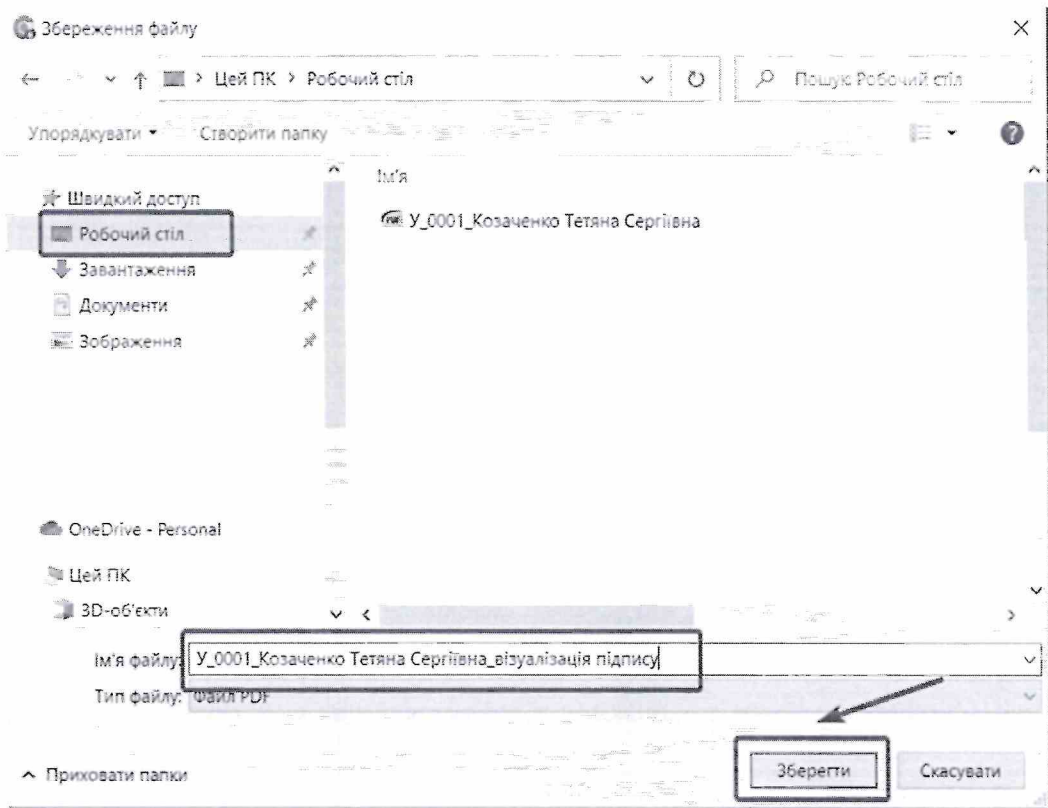 Збереження файлу
Цей ПК > Робочий стіл
Пошук: Робочий стіл
Упорядкувати
Створити папку
Ім'я
Швидкий доступ
Робочий стіл
Завантаження
Документи
Зображення
У_0001_Козаченко Тетяна Сергіївна
OneDrive - Personal
Цей ПК
3D-об'єкти
Ім'я файлу: У_0001_Козаченко Тетяна Сергіївна_візуалізація підпису
Тип файлу: Файл PDF
Приховати папки
Зберегти
Скасувати